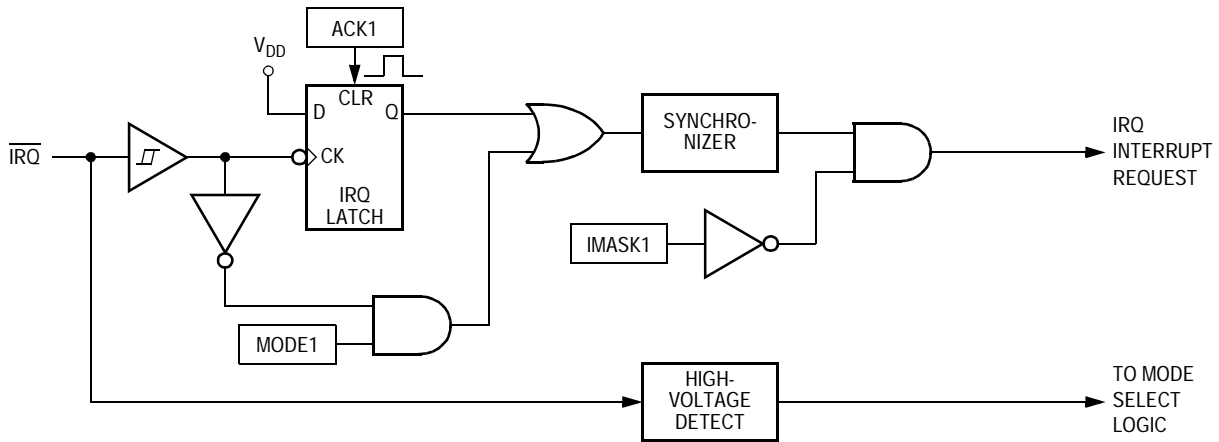 ACK1
VDD
CLR
D
Q
CK
IRQ
LATCH
IRQ
SYNCHRO-
NIZER
IRQ
INTERRUPT
REQUEST
IMASK1
MODE1
HIGH-
VOLTAGE
DETECT
TO MODE
SELECT
LOGIC